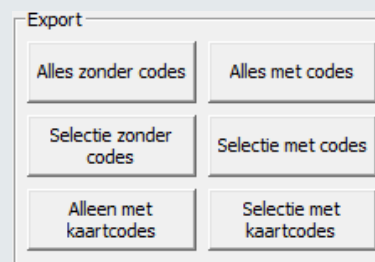 Export
Alles zonder codes
Alles met codes
Selectie zonder
codes
Selectie met codes
Alleen met
kaartcodes
Selectie met
kaartcodes